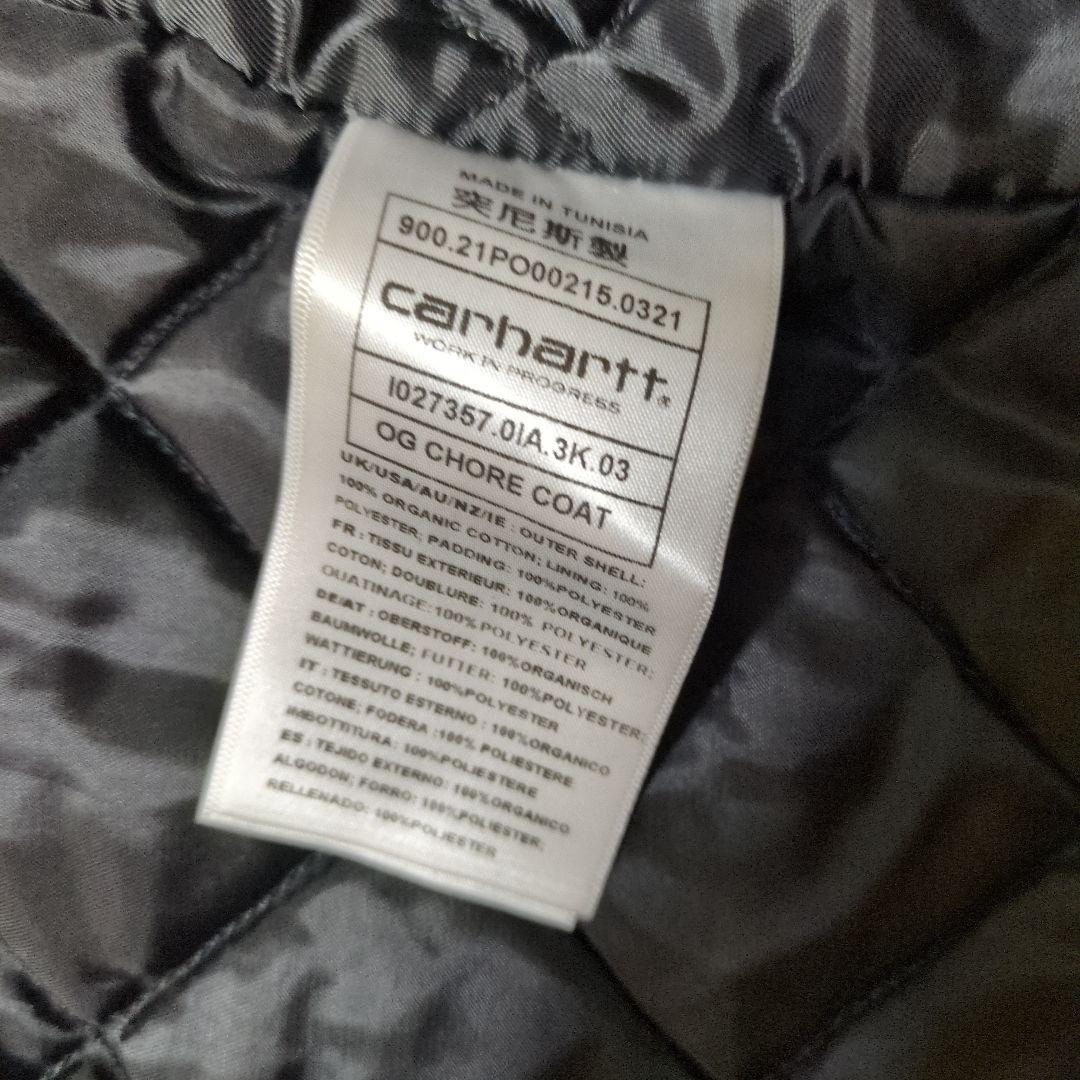 MADE IN TUNISIA
突尼斯製
900.21PO00215.0321
carhartt®
WORK IN PROGRESS
I027357.0IA.3K.03
OG CHORE COAT
UK/USA/AU/NZ/IE : OUTER SHELL:
100% ORGANIC COTTON; LINING: 100%
POLYESTER; PADDING: 100%POLYESTER
FR : TISSU EXTERIEUR: 100%ORGANIQUE
COTON; DOUBLURE: 100% POLYESTER;
OUATINAGE:100% POLYESTER
DE/AT : OBERSTOFF: 100%ORGANISCH
BAUMWOLLE; FUTTER: 100%POLYESTER;
WATTIERUNG : 100%POLYESTER
IT : TESSUTO ESTERNO : 100%ORGANICO
COTONE; FODERA :100% POLIESTERE
IMBOTTITURA: 100%POLIESTERE
ES : TEJIDO EXTERNO: 100%ORGANICO
ALGODON; FORRO: 100%POLIESTER;
RELLENADO: 100%POLIESTER